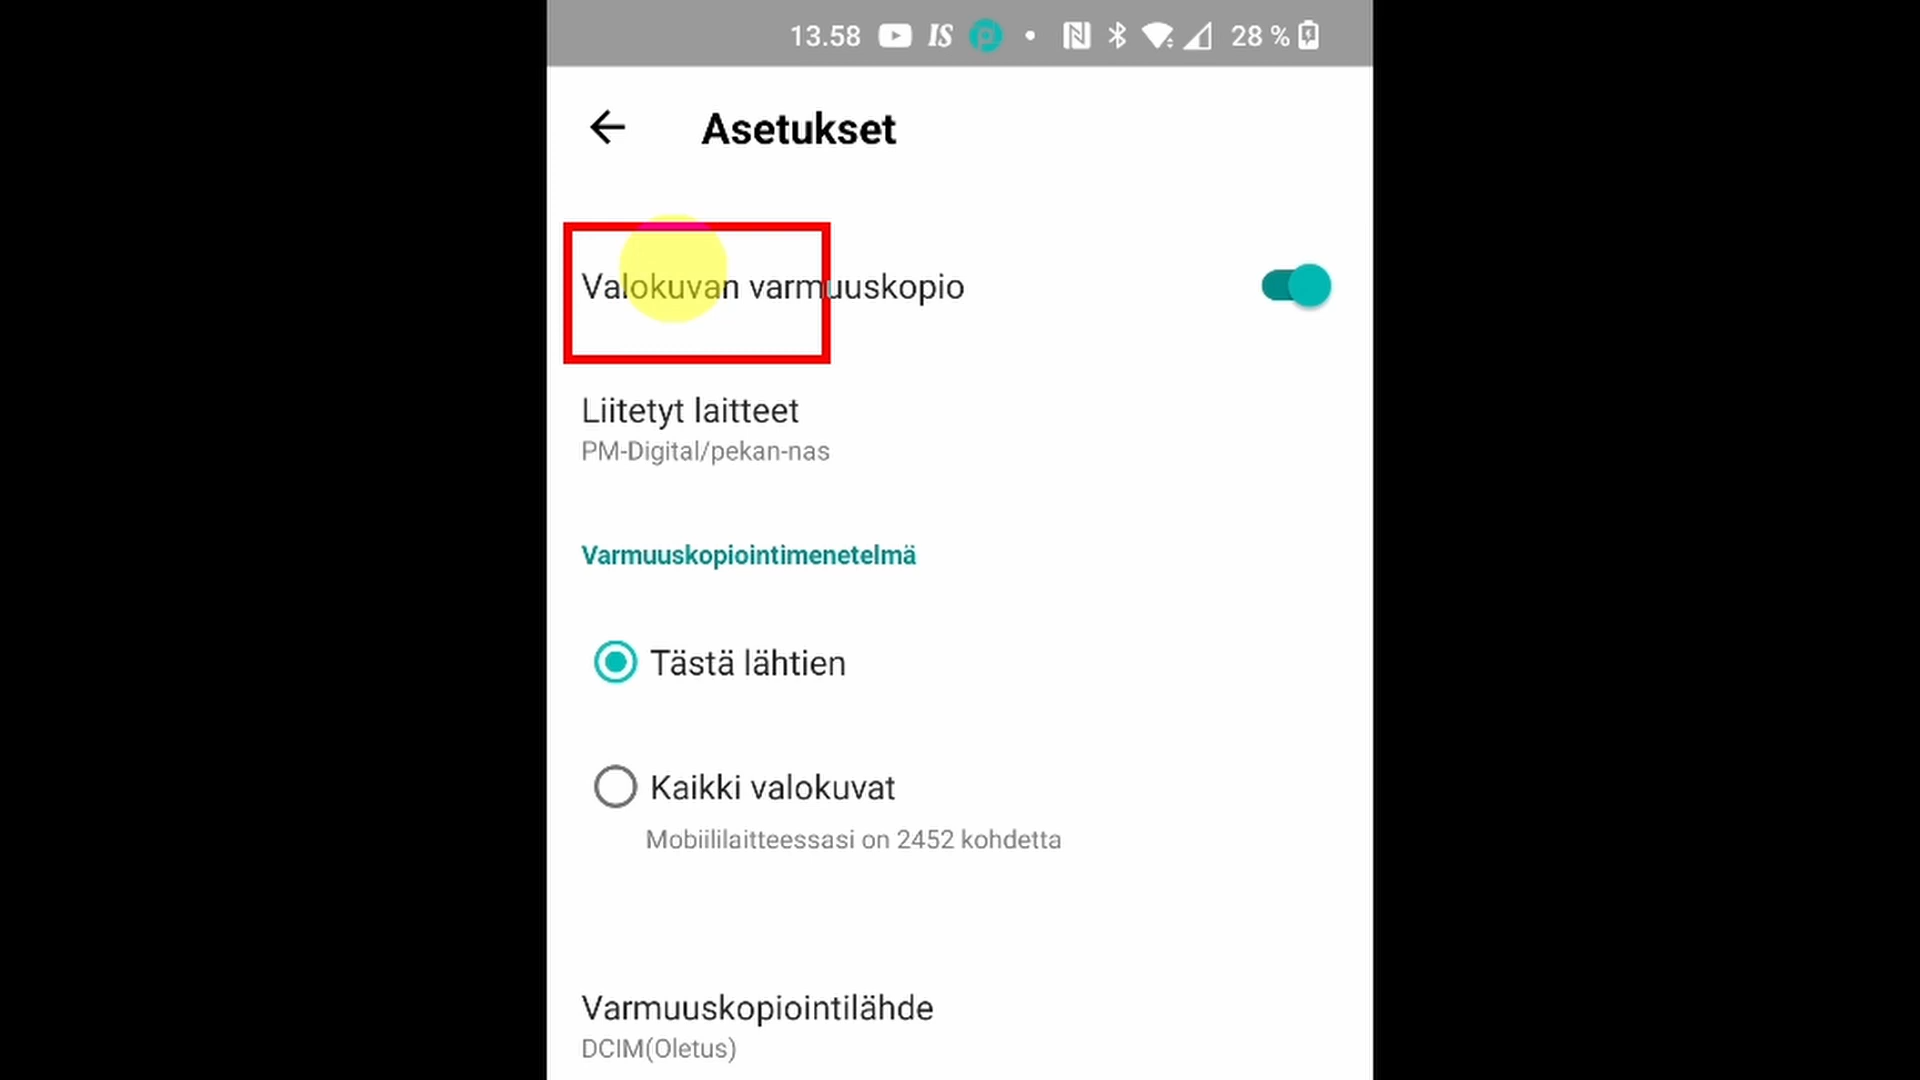 13.58 IS 28 %
Asetukset
Valokuvan varmuuskopio
Liitetyt laitteet
PM-Digital/pekan-nas
Varmuuskopiointimenetelmä
Tästä lähtien
Kaikki valokuvat
Mobiililaitteessasi on 2452 kohdetta
Varmuuskopiointilähde
DCIM(Oletus)